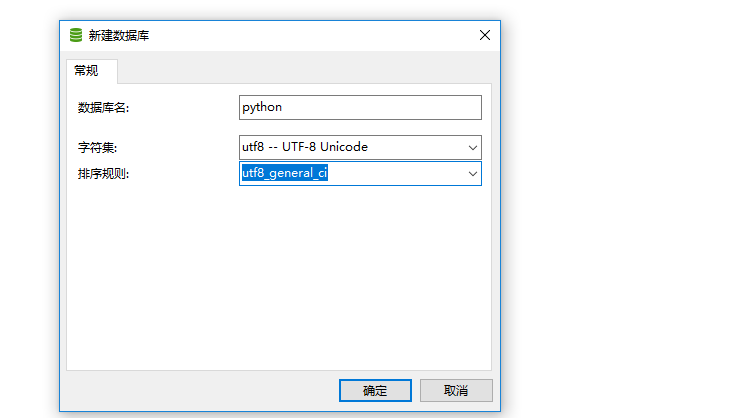 新建数据库
常规
数据库名: python
字符集: utf8 -- UTF-8 Unicode
排序规则: utf8_general_ci
确定 取消